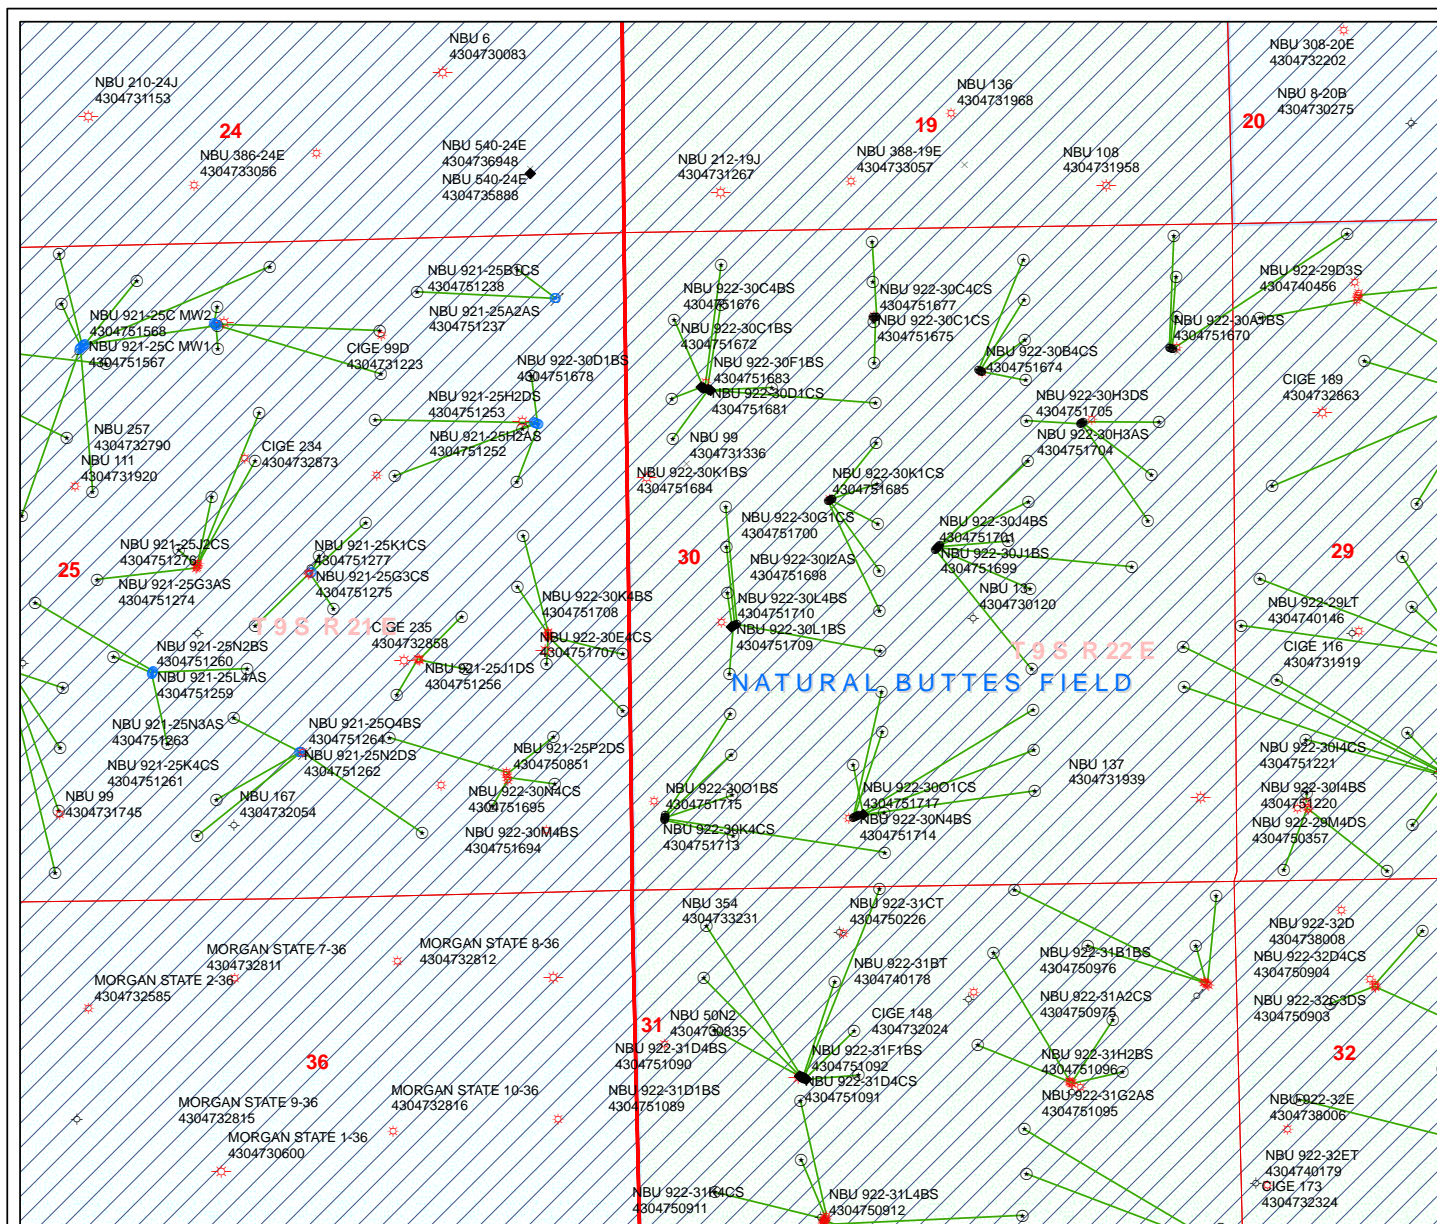 NBU 6
4304730083
NBU 210-24J
4304731153
24
NBU 386-24E
4304733056
NBU 540-24E
4304736948
NBU 540-24E
4304735888
NBU 136
4304731968
19
NBU 212-19J
4304731267
NBU 388-19E
4304733057
NBU 108
4304731958
NBU 308-20E
4304732202
NBU 8-20B
4304730275
20
NBU 921-25B1CS
4304751238
NBU 921-25A2AS
4304751237
NBU 921-25C MW2
4304751568
NBU 921-25C MW1
4304751567
CIGE 99D
4304731223
NBU 922-30D1BS
4304751678
NBU 921-25H2DS
4304751253
NBU 921-25H2AS
4304751252
NBU 257
4304732790
NBU 111
4304731920
CIGE 234
4304732873
NBU 922-30C4BS
4304751676
NBU 922-30C1BS
4304751672
NBU 922-30F1BS
4304751683
NBU 922-30D1CS
4304751681
NBU 99
4304731336
NBU 922-30K1BS
4304751684
NBU 922-30C4CS
4304751677
NBU 922-30C1CS
4304751675
NBU 922-30B4CS
4304751674
NBU 922-30A1BS
4304751670
NBU 922-30H3DS
4304751705
NBU 922-30H3AS
4304751704
NBU 922-29D3S
4304740456
CIGE 189
4304732863
NBU 922-30K1CS
4304751685
NBU 922-30G1CS
4304751700
NBU 922-30J4BS
4304751701
NBU 922-30J1BS
4304751699
NBU 921-25J2CS
4304751276
25
NBU 921-25G3AS
4304751274
NBU 921-25K1CS
4304751277
NBU 921-25G3CS
4304751275
30
NBU 922-30I2AS
4304751698
NBU 922-30L4BS
4304751710
NBU 922-30L1BS
4304751709
NBU 13
4304730120
29
NBU 922-29LT
4304740146
CIGE 116
4304731919
T 9 S R 21 E
NBU 922-30K4BS
4304751708
NBU 922-30E4CS
4304751707
CIGE 235
4304732858
NBU 921-25J1DS
4304751256
NBU 921-25N2BS
4304751260
NBU 921-25L4AS
4304751259
T 9 S R 22 E
NATURAL BUTTES FIELD
NBU 921-25N3AS
4304751263
NBU 921-25K4CS
4304751261
NBU 921-25O4BS
4304751264
NBU 921-25N2DS
4304751262
NBU 99
4304731745
NBU 167
4304732054
NBU 921-25P2DS
4304750851
NBU 922-30N4CS
4304751695
NBU 922-30M4BS
4304751694
NBU 922-30O1BS
4304751715
NBU 922-30K4CS
4304751713
NBU 922-30O1CS
4304751717
NBU 922-30N4BS
4304751714
NBU 137
4304731939
NBU 922-30I4CS
4304751221
NBU 922-30I4BS
4304751220
NBU 922-29M4DS
4304750357
NBU 354
4304733231
NBU 922-31CT
4304750226
NBU 922-31BT
4304740178
NBU 922-31B1BS
4304750976
NBU 922-31A2CS
4304750975
NBU 922-32D
4304738008
NBU 922-32D4CS
4304750904
NBU 922-32C3DS
4304750903
MORGAN STATE 7-36
4304732811
MORGAN STATE 8-36
4304732812
MORGAN STATE 2-36
4304732585
36
31
NBU 50N2
4304730835
CIGE 148
4304732024
NBU 922-31D4BS
4304751090
NBU 922-31D1BS
4304751089
NBU 922-31F1BS
4304751092
NBU 922-31D4CS
4304751091
NBU 922-31H2BS
4304751096
NBU 922-31G2AS
4304751095
32
MORGAN STATE 9-36
4304732815
MORGAN STATE 10-36
4304732816
MORGAN STATE 1-36
4304730600
NBU 922-32E
4304738006
NBU 922-32ET
4304740179
CIGE 173
4304732324
NBU 922-31K4CS
4304750911
NBU 922-31L4BS
4304750912